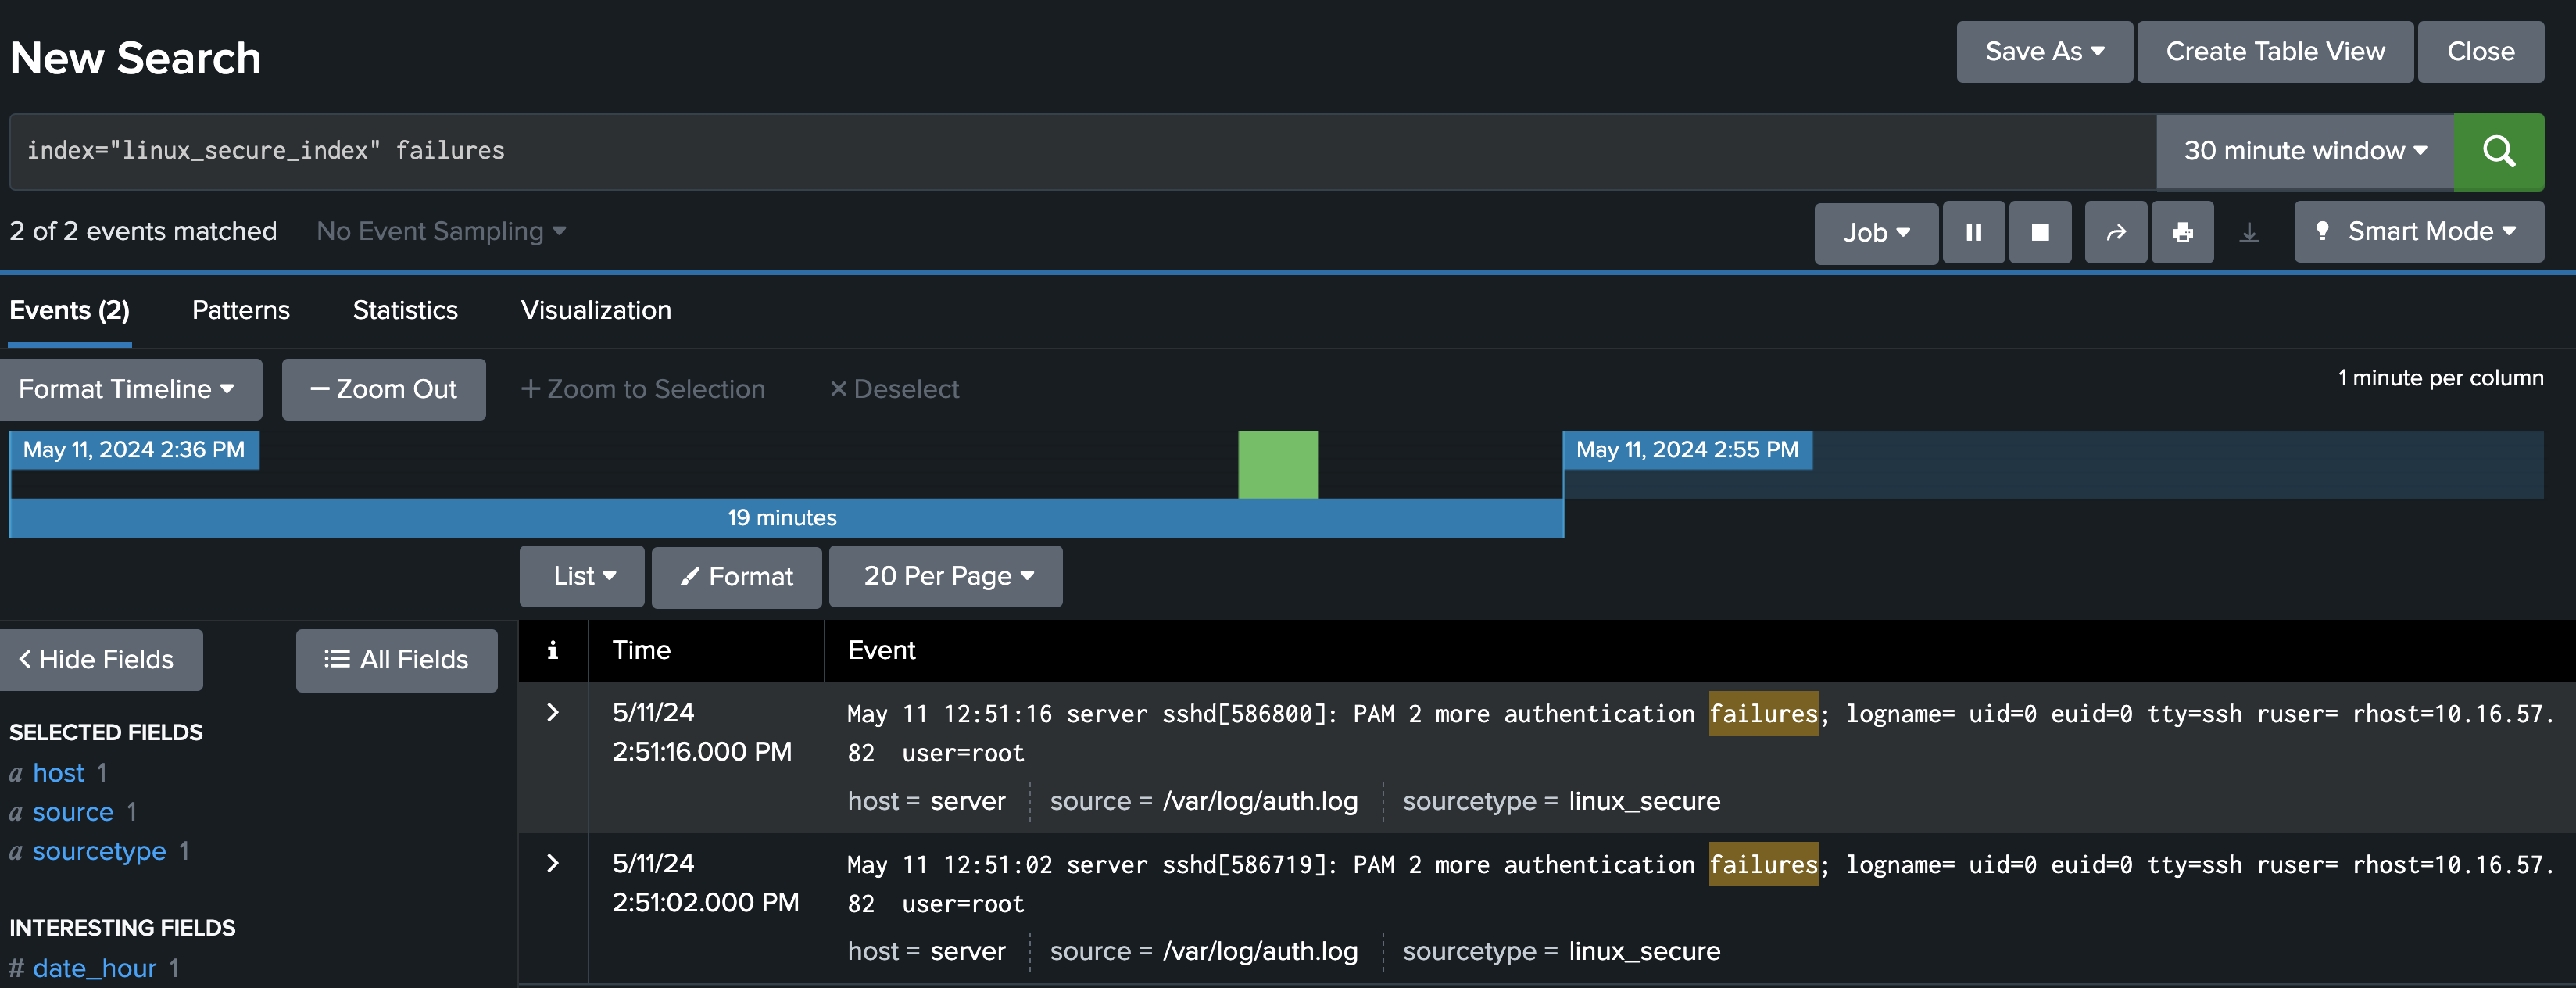 New Search
Save As
Create Table View
Close
index="linux_secure_index" failures
30 minute window
2 of 2 events matched
No Event Sampling
Job
Smart Mode
Events (2)
Patterns
Statistics
Visualization
Format Timeline
— Zoom Out
+ Zoom to Selection
× Deselect
1 minute per column
May 11, 2024 2:36 PM
May 11, 2024 2:55 PM
19 minutes
List
Format
20 Per Page
< Hide Fields
All Fields
i
Time
Event
SELECTED FIELDS
a host 1
a source 1
a sourcetype 1
INTERESTING FIELDS
# date_hour 1
>
5/11/24
2:51:16.000 PM
May 11 12:51:16 server sshd[586800]: PAM 2 more authentication failures; logname= uid=0 euid=0 tty=ssh ruser= rhost=10.16.57.
82  user=root
host = server
source = /var/log/auth.log
sourcetype = linux_secure
>
5/11/24
2:51:02.000 PM
May 11 12:51:02 server sshd[586719]: PAM 2 more authentication failures; logname= uid=0 euid=0 tty=ssh ruser= rhost=10.16.57.
82  user=root
host = server
source = /var/log/auth.log
sourcetype = linux_secure